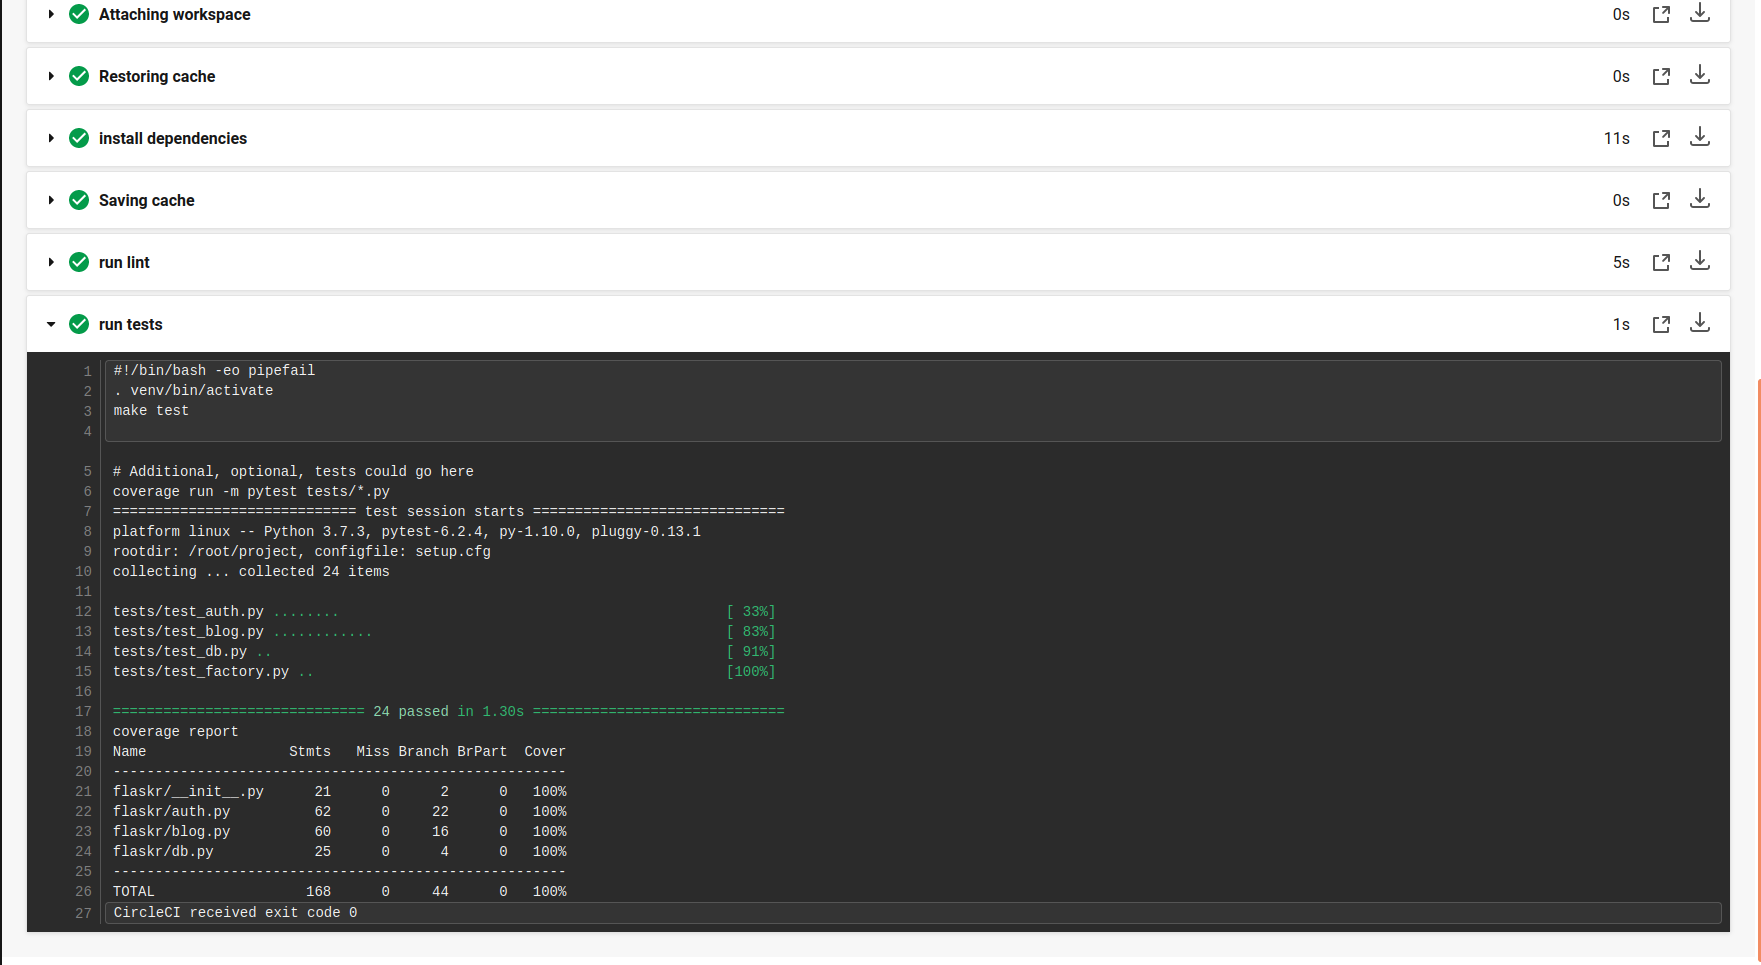 Attaching workspace 0s
Restoring cache 0s
install dependencies 11s
Saving cache 0s
run lint 5s
run tests 1s
1 #!/bin/bash -eo pipefail
2 . venv/bin/activate
3 make test
4
5 # Additional, optional, tests could go here
6 coverage run -m pytest tests/*.py
7 ============================= test session starts ==============================
8 platform linux -- Python 3.7.3, pytest-6.2.4, py-1.10.0, pluggy-0.13.1
9 rootdir: /root/project, configfile: setup.cfg
10 collecting ... collected 24 items
11
12 tests/test_auth.py ........                                              [ 33%]
13 tests/test_blog.py ............                                          [ 83%]
14 tests/test_db.py ..                                                      [ 91%]
15 tests/test_factory.py ..                                                 [100%]
16
17 ============================== 24 passed in 1.30s ==============================
18 coverage report
19 Name                 Stmts   Miss Branch BrPart  Cover
20 ------------------------------------------------------
21 flaskr/__init__.py      21      0      2      0   100%
22 flaskr/auth.py          62      0     22      0   100%
23 flaskr/blog.py          60      0     16      0   100%
24 flaskr/db.py            25      0      4      0   100%
25 ------------------------------------------------------
26 TOTAL                  168      0     44      0   100%
27 CircleCI received exit code 0